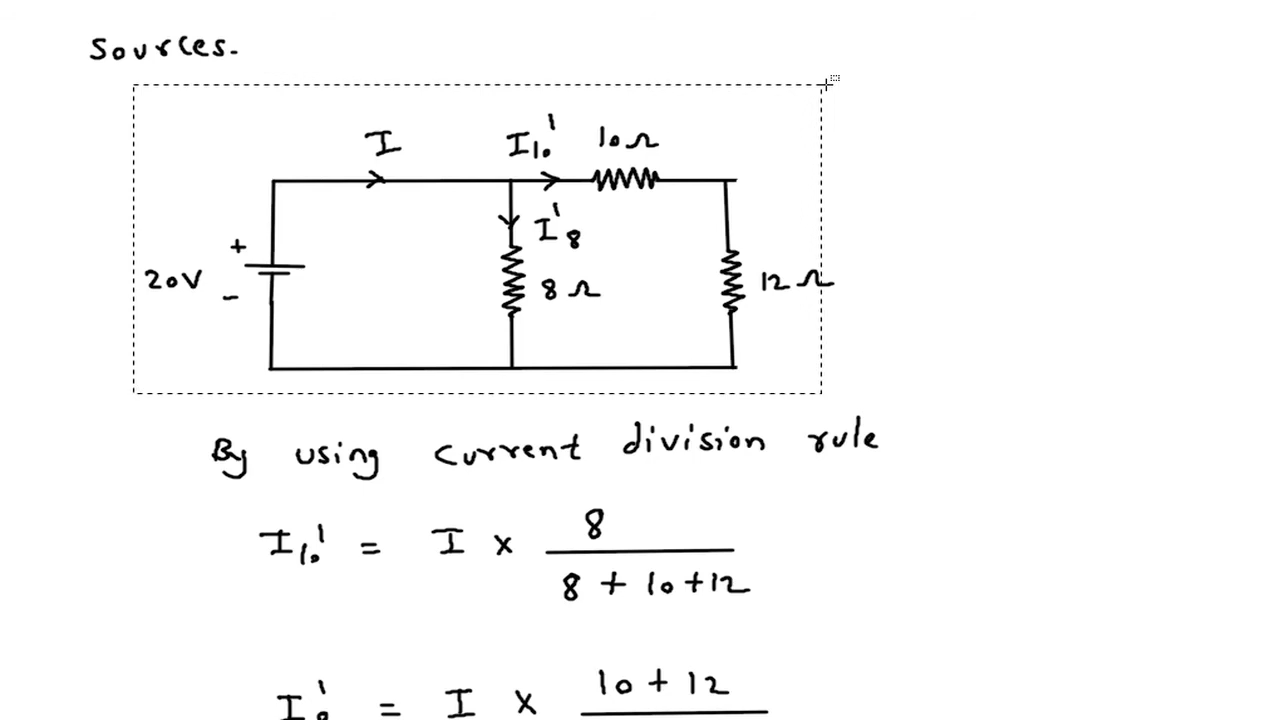 Sources.
I I₁₀' 10Ω
+ I'₈
20V 8Ω 12Ω
-
By using current division rule
I₁₀' = I × 8 / (8 + 10 + 12)
I₈' = I × 10 + 12